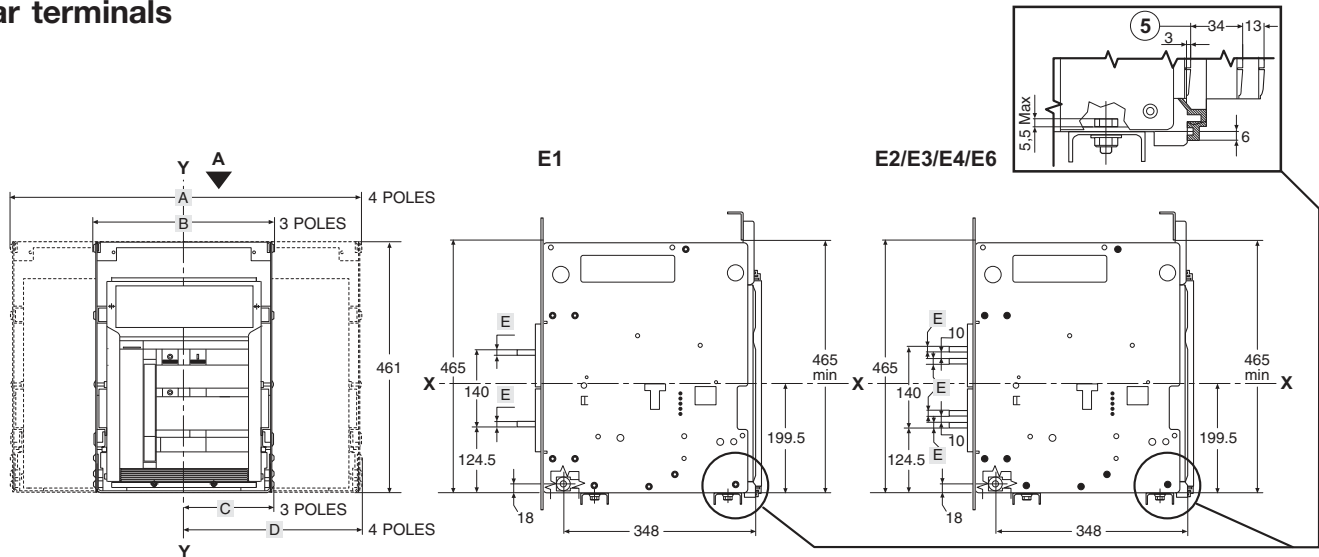 ar terminals
5
34
13
3
5,5 Max
6
E1
E2/E3/E4/E6
Y
A
A
4 POLES
B
3 POLES
461
C
3 POLES
D
4 POLES
Y
E
465
140
X
E
124.5
18
348
465
min
199.5
X
E
10
465
140
E
10
E
124.5
18
348
465
min
X
199.5